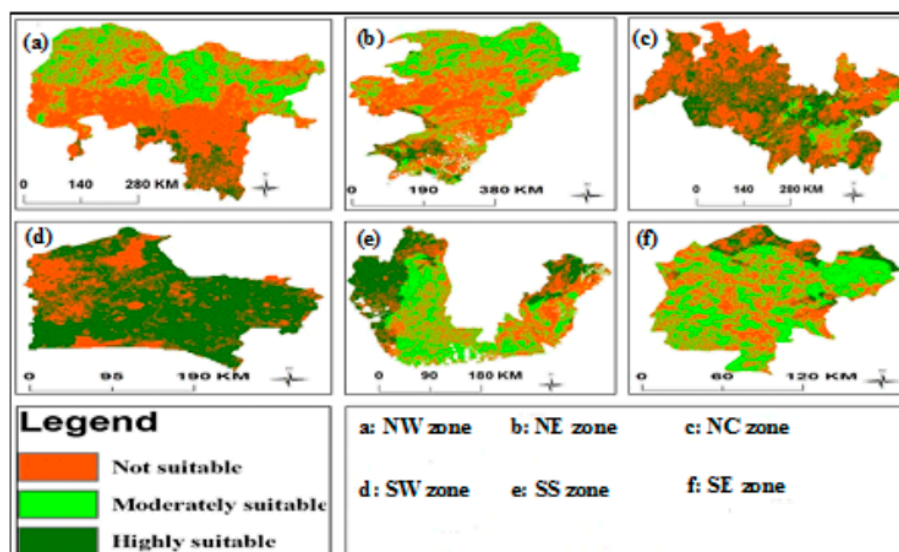 (a)
0 140 280 KM
(b)
0 190 380 KM
(c)
0 140 280 KM
(d)
0 95 190 KM
(e)
0 90 180 KM
(f)
0 60 120 KM
Legend
Not suitable
Moderately suitable
Highly suitable
a: NW zone b: NE zone c: NC zone
d: SW zone e: SS zone f: SE zone